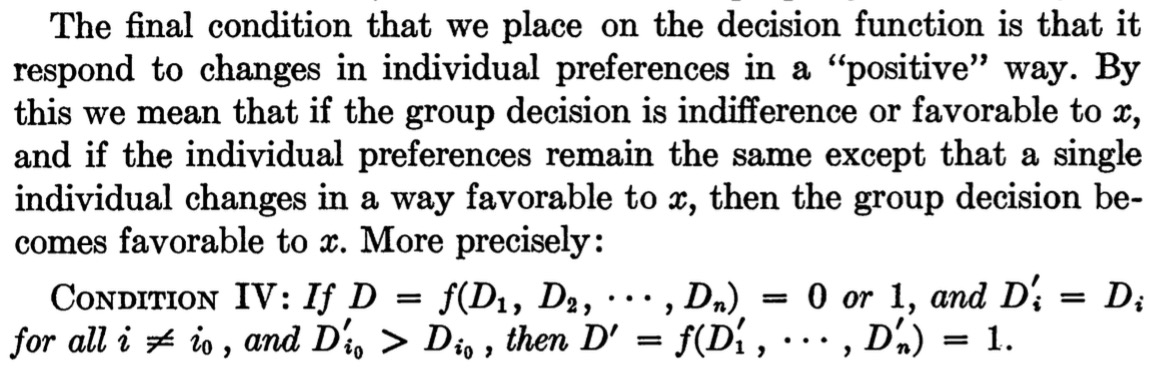 The final condition that we place on the decision function is that it
respond to changes in individual preferences in a “positive” way. By
this we mean that if the group decision is indifference or favorable to x,
and if the individual preferences remain the same except that a single
individual changes in a way favorable to x, then the group decision be-
comes favorable to x. More precisely:
CONDITION IV: If D = f(D₁, D₂, ⋯, Dₙ) = 0 or 1, and D′ᵢ = Dᵢ
for all i ≠ i₀, and D′ᵢ₀ > Dᵢ₀, then D′ = f(D′₁, ⋯, D′ₙ) = 1.